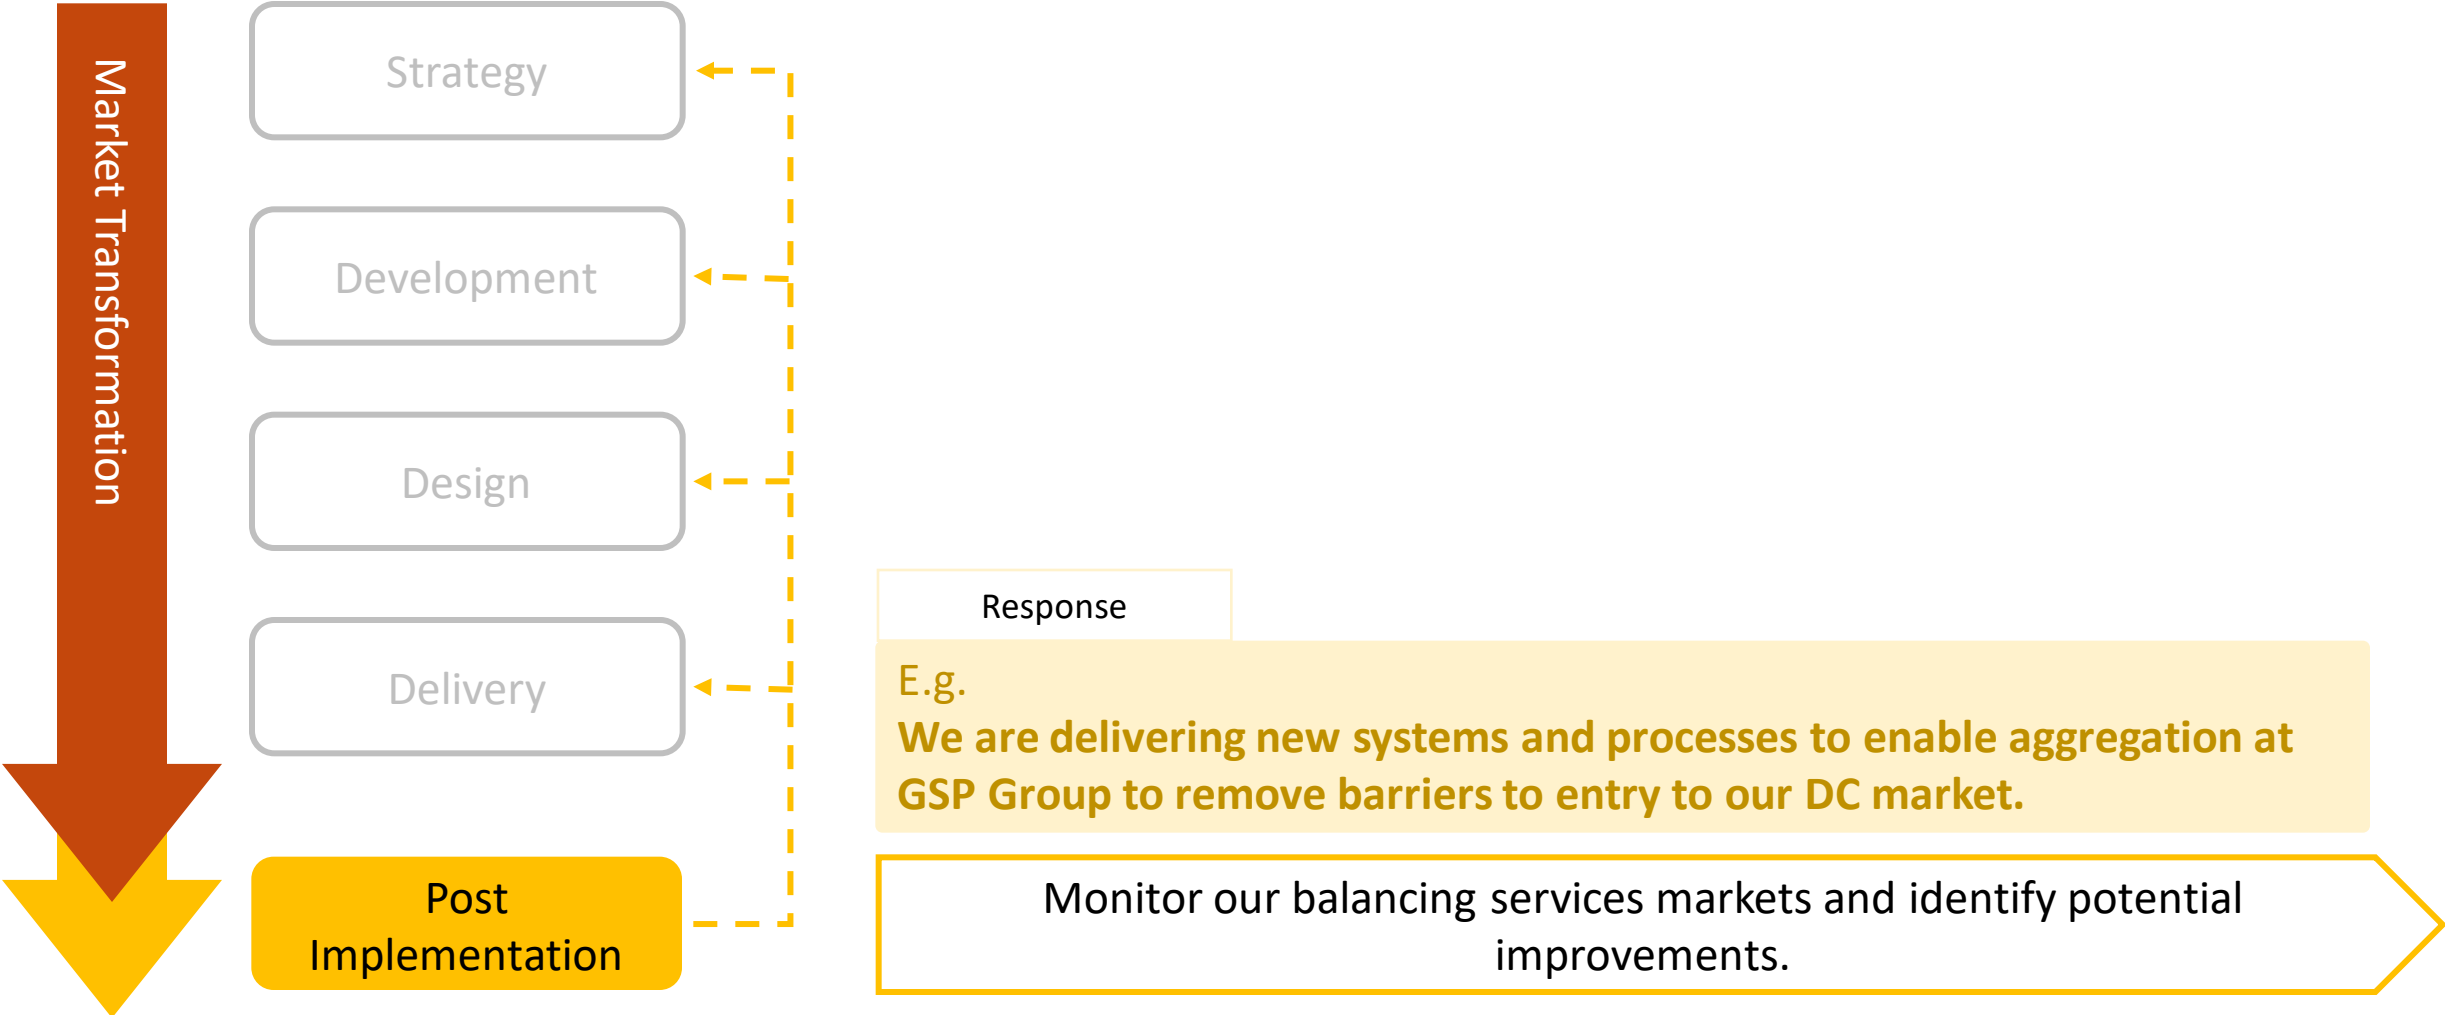 Market Transformation
Strategy
Development
Design
Delivery
Response
E.g.
We are delivering new systems and processes to enable aggregation at
GSP Group to remove barriers to entry to our DC market.
Post
Implementation
Monitor our balancing services markets and identify potential
improvements.